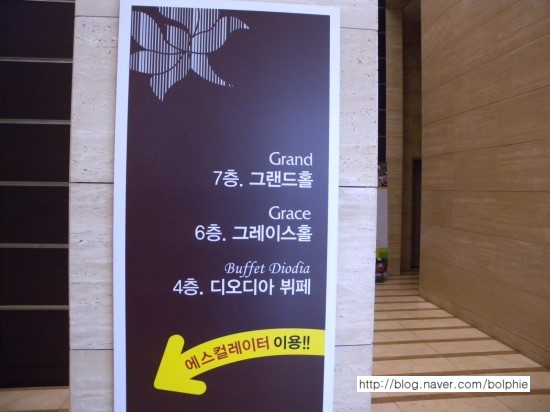 Grand
7층. 그랜드홀
Grace
6층. 그레이스홀
Buffet Diodia
4층. 디오디아 뷔페
에스컬레이터 이용!!
http://blog.naver.com/bolphie